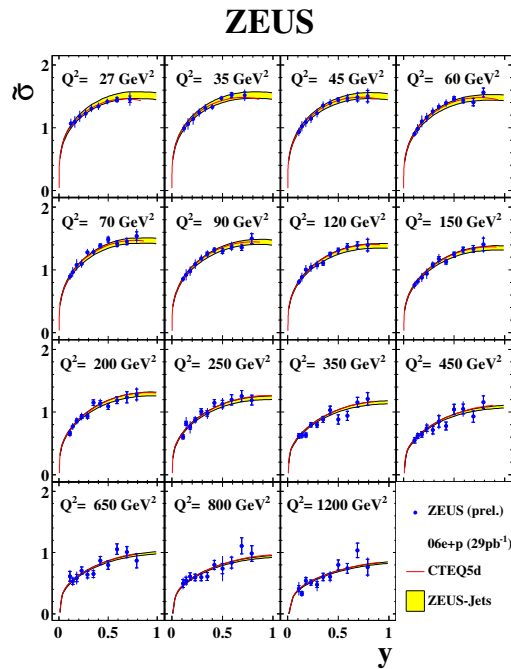 ZEUS
σ̃
Q²= 27 GeV² Q²= 35 GeV² Q²= 45 GeV² Q²= 60 GeV²
2
1
0
Q²= 70 GeV² Q²= 90 GeV² Q²= 120 GeV² Q²= 150 GeV²
2
1
0
Q²= 200 GeV² Q²= 250 GeV² Q²= 350 GeV² Q²= 450 GeV²
2
1
0
Q²= 650 GeV² Q²= 800 GeV² Q²= 1200 GeV²
2
1
0
ZEUS (prel.)
06e+p (29pb⁻¹)
CTEQ5d
ZEUS-Jets
0 0.5 1 0 0.5 1 0 0.5 1
y